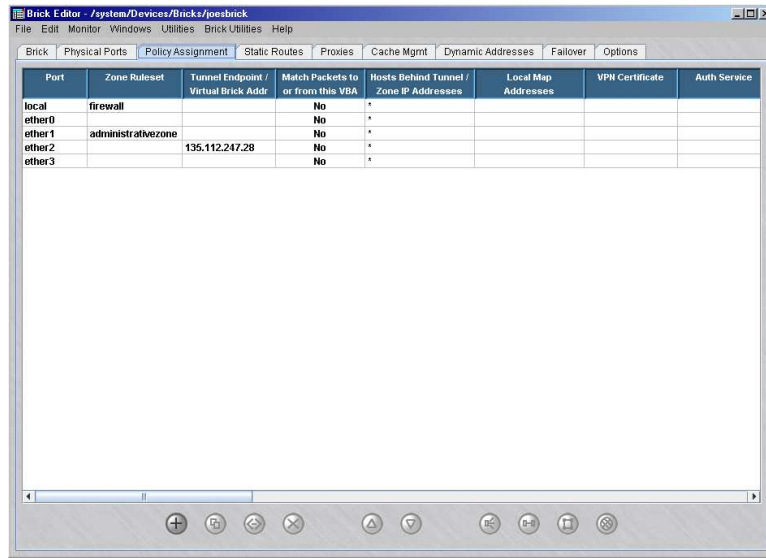 Brick Editor - /system/Devices/Bricks/joesbrick
File Edit Monitor Windows Utilities Brick Utilities Help
Brick Physical Ports Policy Assignment Static Routes Proxies Cache Mgmt Dynamic Addresses Failover Options
Port Zone Ruleset Tunnel Endpoint / Virtual Brick Addr Match Packets to or from this VBA Hosts Behind Tunnel / Zone IP Addresses Local Map Addresses VPN Certificate Auth Service
local firewall No *
ether0 No *
ether1 administrativezone No *
ether2 135.112.247.28 No *
ether3 No *